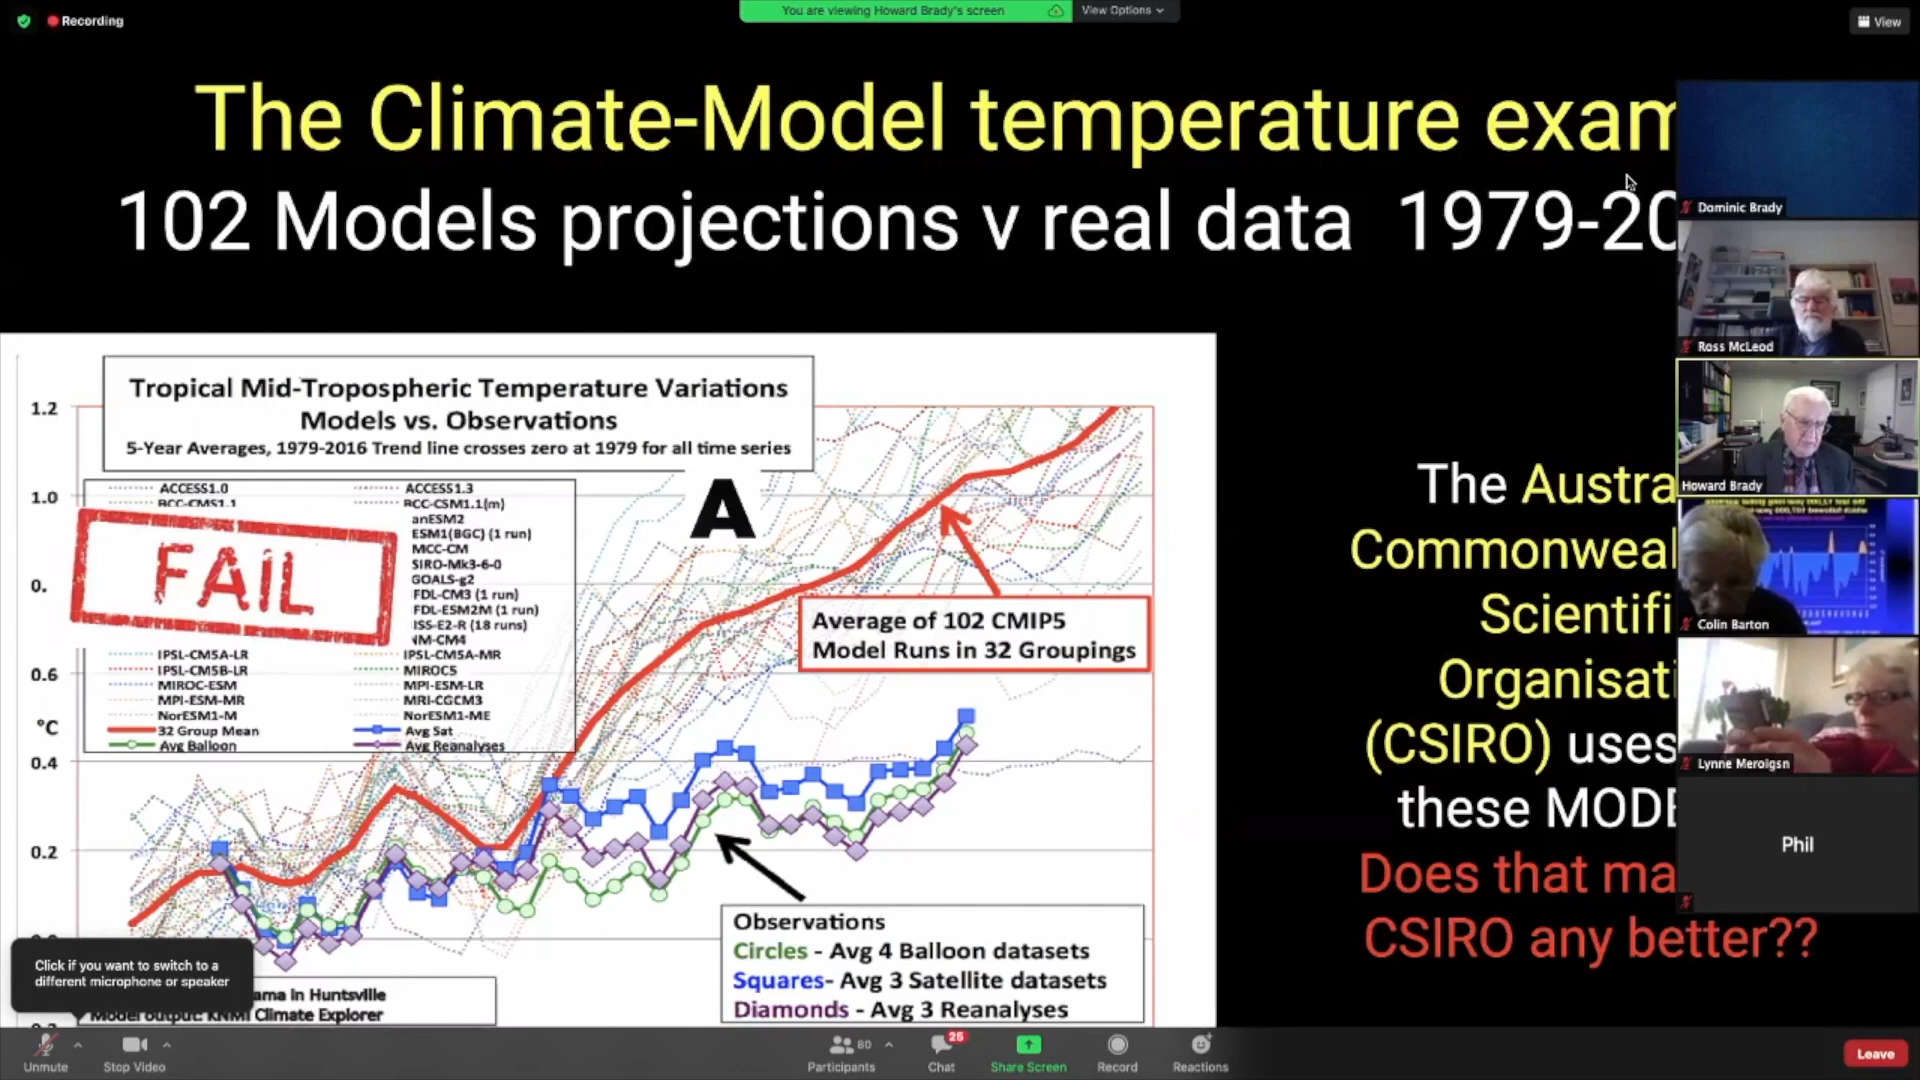 Recording
You are viewing Howard Brady's screen
View Options
View
The Climate-Model temperature exam
102 Models projections v real data 1979-20
Dominic Brady
Ross McLeod
Howard Brady
Colin Barton
Lynne Meroigsn
Phil
Tropical Mid-Tropospheric Temperature Variations
Models vs. Observations
5-Year Averages, 1979-2016 Trend line crosses zero at 1979 for all time series
1.2
1.0
0.
0.6
°C
0.4
0.2
ACCESS1.0
ACCESS1.3
BCC-CMS1.1
BCC-CSM1.1(m)
anESM2
ESM1(BGC) (1 run)
MCC-CM
SIRO-Mk3-6-0
GOALS-g2
FDL-CM3 (1 run)
FDL-ESM2M (1 run)
ISS-E2-R (18 runs)
NM-CM4
FAIL
IPSL-CM5A-LR
IPSL-CM5A-MR
IPSL-CM5B-LR
MIROC5
MIROC-ESM
MPI-ESM-LR
MPI-ESM-MR
MRI-CGCM3
NorESM1-M
NorESM1-ME
32 Group Mean
Avg Sat
Avg Balloon
Avg Reanalyses
A
Average of 102 CMIP5
Model Runs in 32 Groupings
Observations
Circles - Avg 4 Balloon datasets
Squares- Avg 3 Satellite datasets
Diamonds - Avg 3 Reanalyses
ama in Huntsville
Model output: KNMI Climate Explorer
The Austra
Commonweal
Scientifi
Organisati
(CSIRO) uses
these MODE
Does that ma
CSIRO any better??
Click if you want to switch to a
different microphone or speaker
Unmute
Stop Video
Participants
80
Chat
25
Share Screen
Record
Reactions
Leave